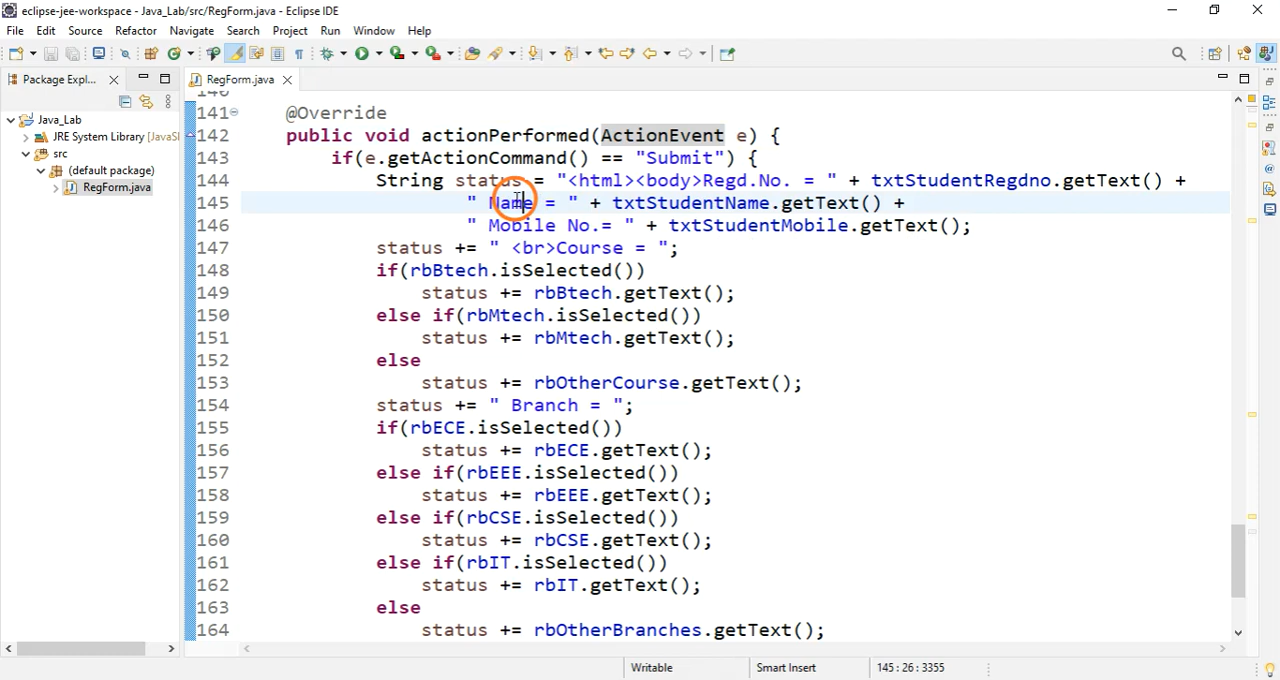 eclipse-jee-workspace - Java_Lab/src/RegForm.java - Eclipse IDE
File Edit Source Refactor Navigate Search Project Run Window Help
Package Expl... RegForm.java
Java_Lab
JRE System Library [JavaS
src
(default package)
RegForm.java
141 @Override
142 public void actionPerformed(ActionEvent e) {
143 if(e.getActionCommand() == "Submit") {
144 String status = "<html><body>Regd.No. = " + txtStudentRegdno.getText() +
145 " Name = " + txtStudentName.getText() +
146 " Mobile No.= " + txtStudentMobile.getText();
147 status += " <br>Course = ";
148 if(rbBtech.isSelected())
149 status += rbBtech.getText();
150 else if(rbMtech.isSelected())
151 status += rbMtech.getText();
152 else
153 status += rbOtherCourse.getText();
154 status += " Branch = ";
155 if(rbECE.isSelected())
156 status += rbECE.getText();
157 else if(rbEEE.isSelected())
158 status += rbEEE.getText();
159 else if(rbCSE.isSelected())
160 status += rbCSE.getText();
161 else if(rbIT.isSelected())
162 status += rbIT.getText();
163 else
164 status += rbOtherBranches.getText();
Writable Smart Insert 145 : 26 : 3355